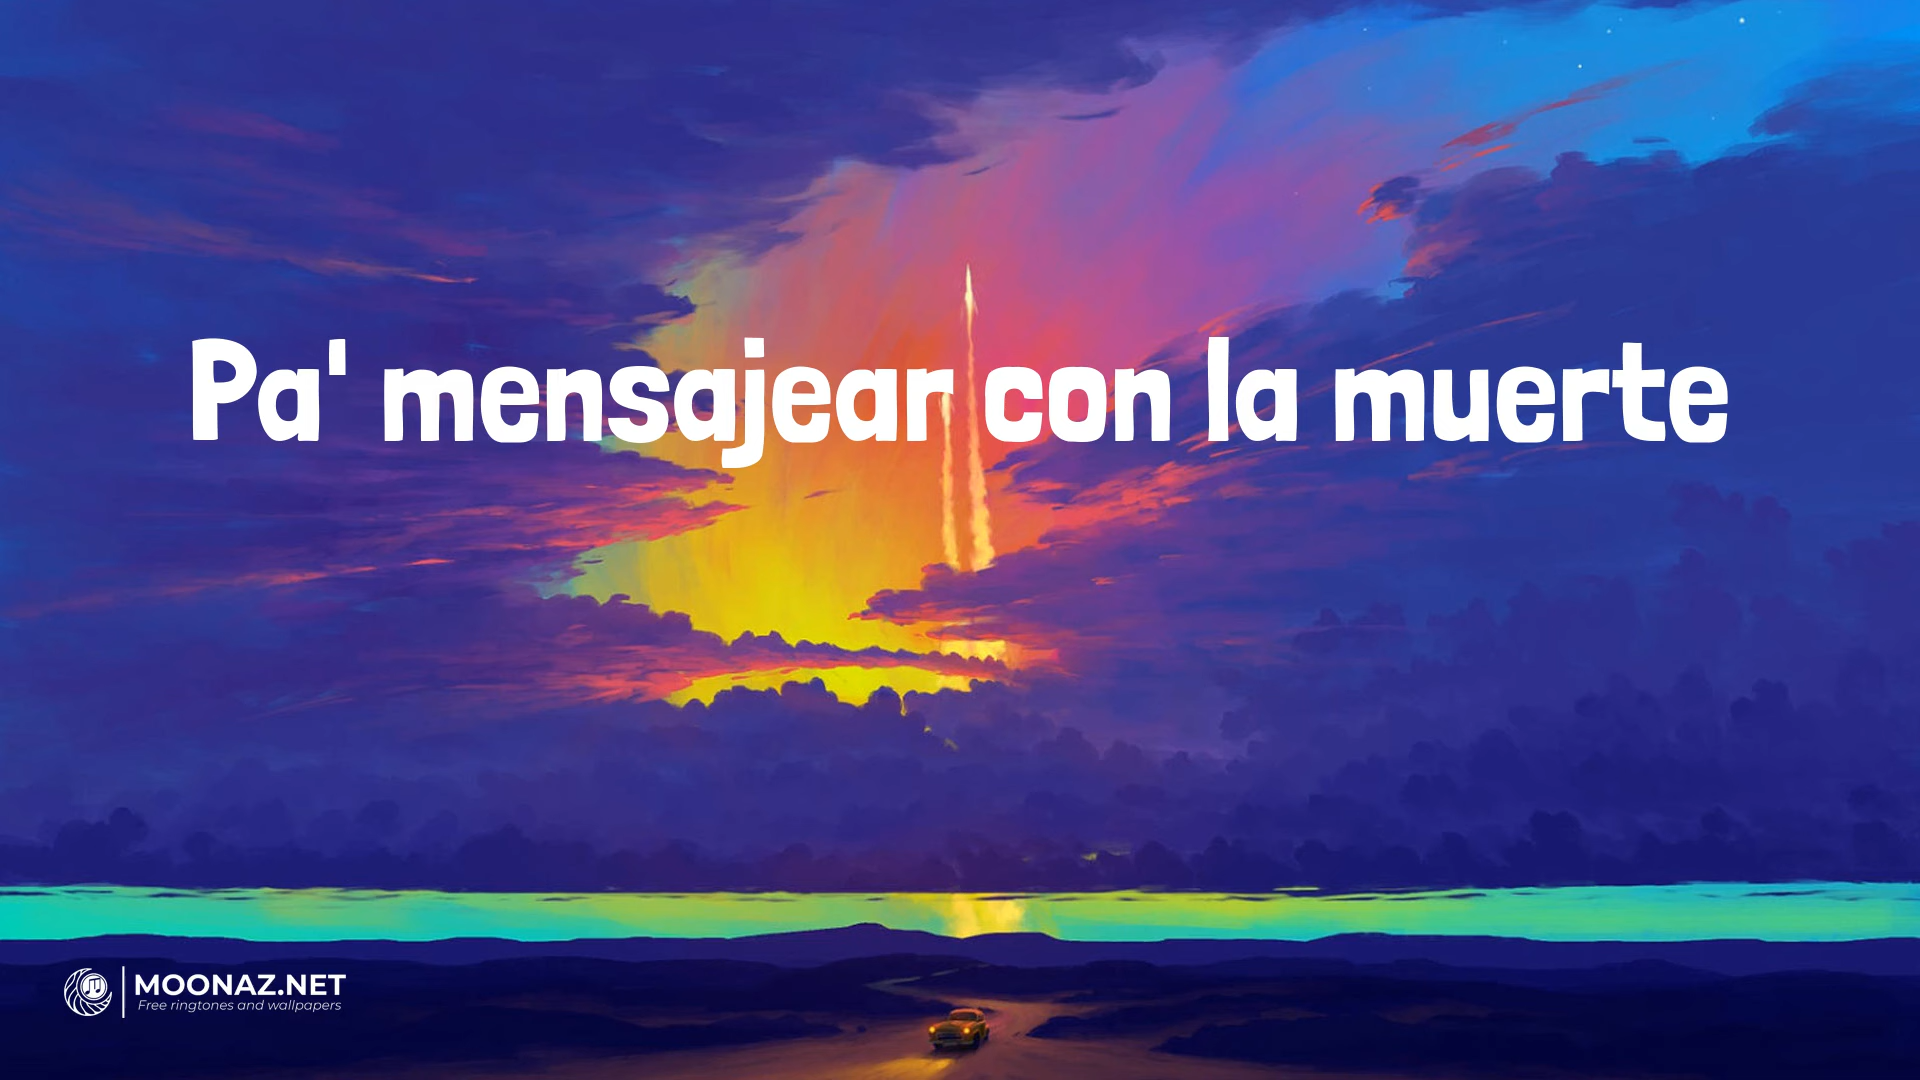 Pa' mensajear con la muerte
MOONAZ.NET
Free ringtones and wallpapers